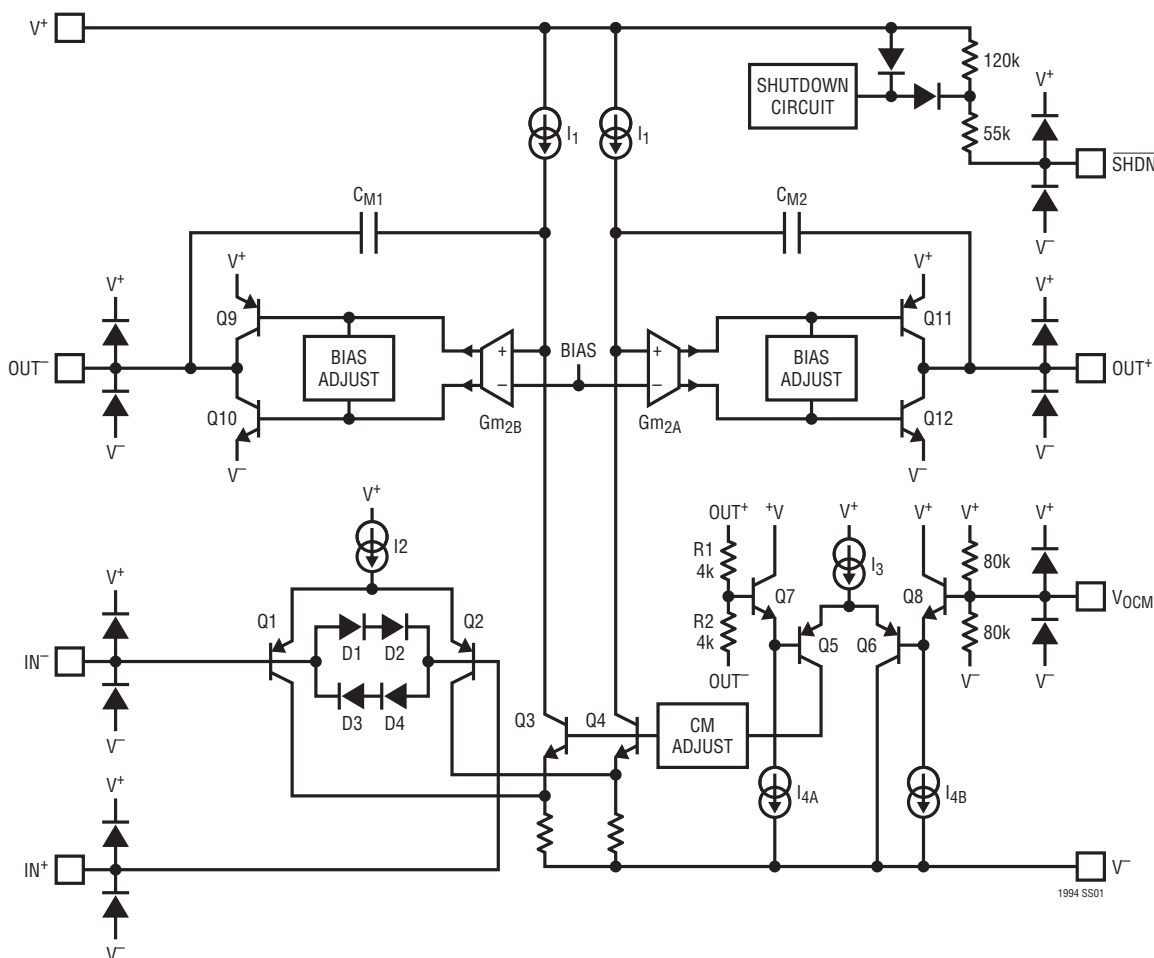 V+
120k
SHUTDOWN
CIRCUIT
V+
55k
I1
I1
SHDN
CM1
CM2
V–
V+
V+
V+
V+
Q9
Q11
OUT–
BIAS
ADJUST
+
–
BIAS
+
–
BIAS
ADJUST
OUT+
Q10
Gm2B
Gm2A
Q12
V–
V–
V–
V–
V+
I2
OUT+
+V
V+
V+
V+
V+
R1
4k
I3
80k
V+
Q1
Q2
Q7
Q8
VOCM
R2
4k
80k
IN–
D1
D2
Q5
Q6
OUT–
V–
V–
V–
D3
D4
Q3
Q4
CM
ADJUST
V+
I4A
I4B
IN+
V–
1994 SS01
V–